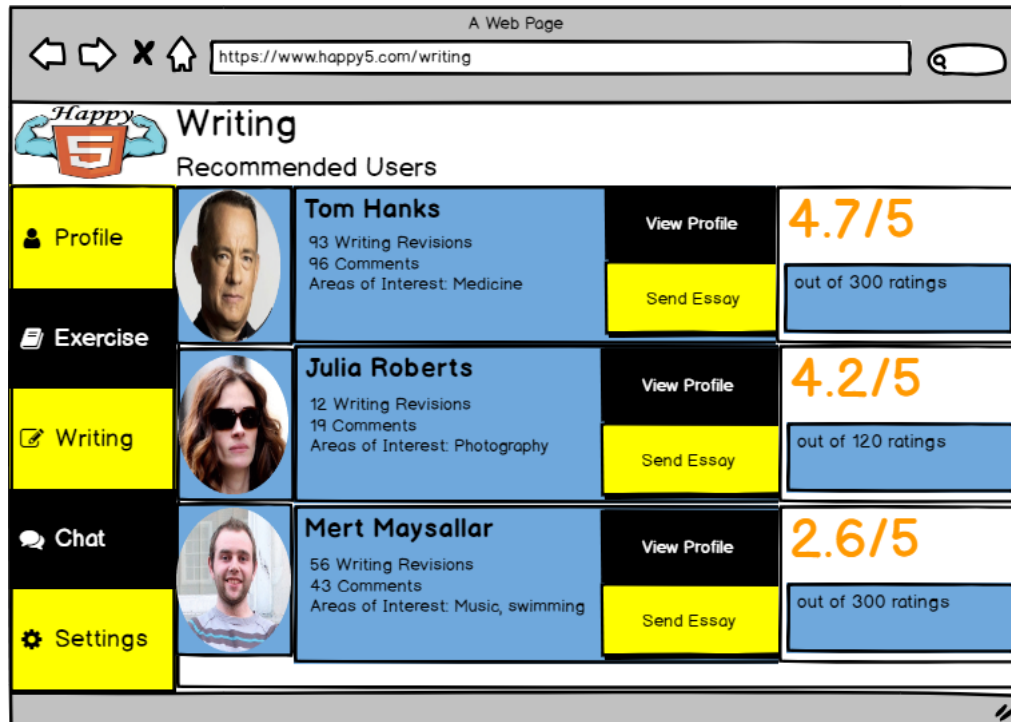 A Web Page
https://www.happy5.com/writing
Happy
5
Writing
Recommended Users
Profile
Exercise
Writing
Chat
Settings
Tom Hanks
93 Writing Revisions
96 Comments
Areas of Interest: Medicine
View Profile
Send Essay
4.7/5
out of 300 ratings
Julia Roberts
12 Writing Revisions
19 Comments
Areas of Interest: Photography
View Profile
Send Essay
4.2/5
out of 120 ratings
Mert Maysallar
56 Writing Revisions
43 Comments
Areas of Interest: Music, swimming
View Profile
Send Essay
2.6/5
out of 300 ratings